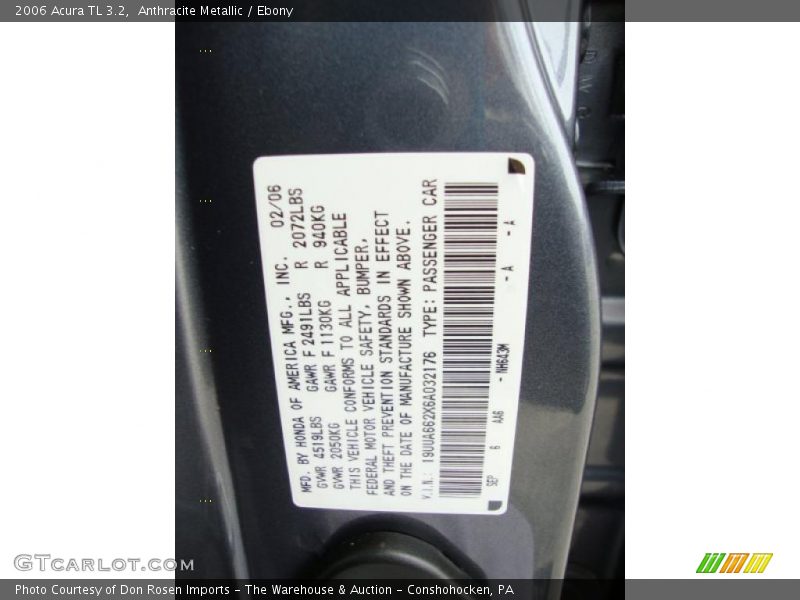 2006 Acura TL 3.2,  Anthracite Metallic / Ebony
MFD. BY HONDA OF AMERICA MFG., INC. 02/06
GVWR 4519LBS GAWR F 2491LBS R 2072LBS
GVWR 2050KG GAWR F 1130KG R 940KG
THIS VEHICLE CONFORMS TO ALL APPLICABLE
FEDERAL MOTOR VEHICLE SAFETY, BUMPER,
AND THEFT PREVENTION STANDARDS IN EFFECT
ON THE DATE OF MANUFACTURE SHOWN ABOVE.
V.I.N.: 19UUA662X6A032176 TYPE: PASSENGER CAR
SEP 6 AA6 - NH643M - A - A
GTCARLOT.COM
Photo Courtesy of Don Rosen Imports - The Warehouse & Auction - Conshohocken, PA